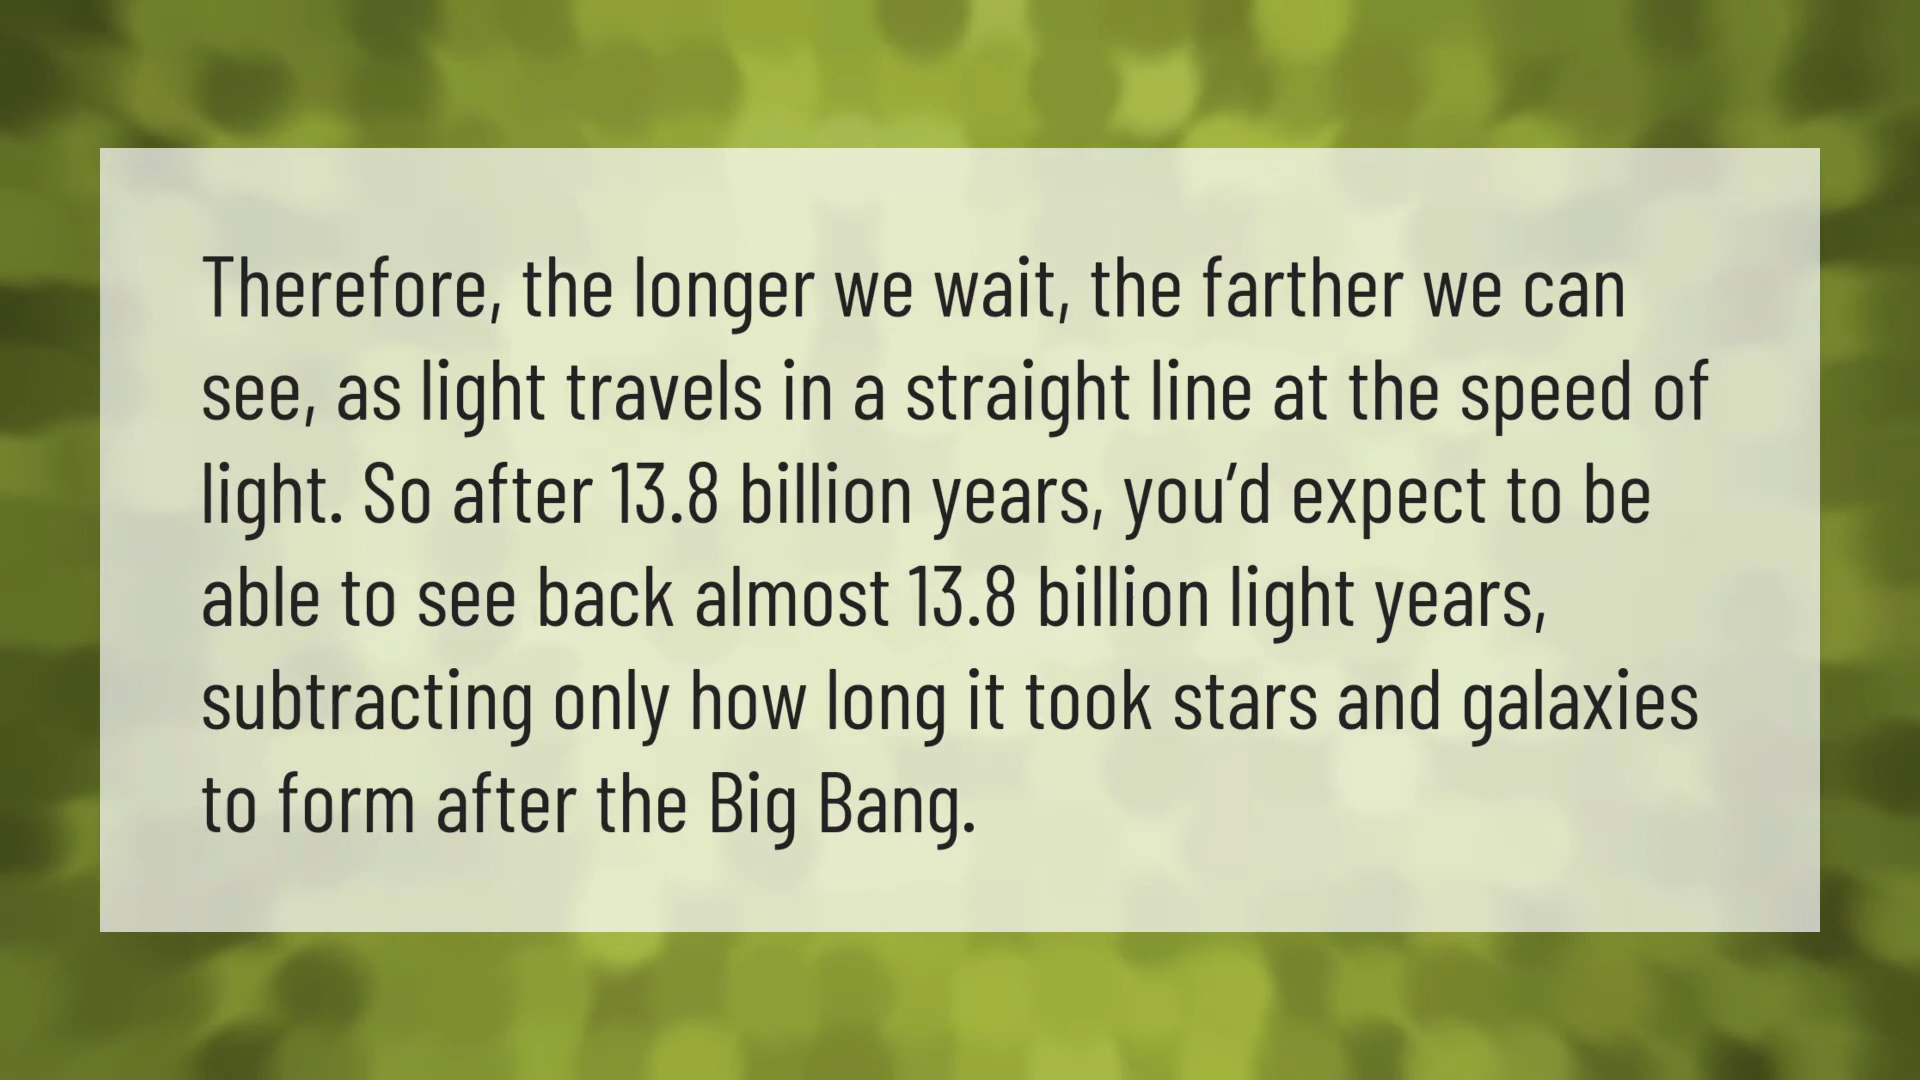 Therefore, the longer we wait, the farther we can
see, as light travels in a straight line at the speed of
light. So after 13.8 billion years, you’d expect to be
able to see back almost 13.8 billion light years,
subtracting only how long it took stars and galaxies
to form after the Big Bang.